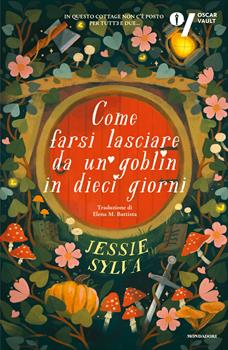 IN QUESTO COTTAGE NON C'È POSTO
PER TUTTI E DUE...
OSCAR
VAULT
Come
farsi lasciare
da un goblin
in dieci giorni
Traduzione di
Elena M. Battista
JESSIE
SYLVA
MONDADORI